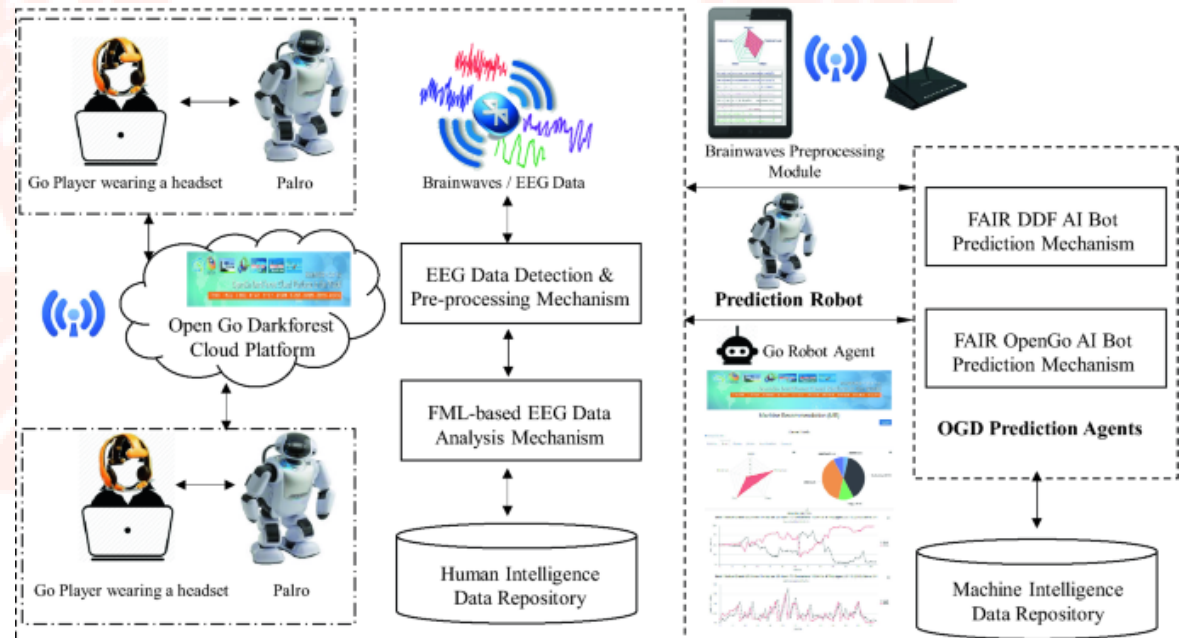 Go Player wearing a headset
Palro
Open Go Darkforest
Cloud Platform
Go Player wearing a headset
Palro
Brainwaves / EEG Data
EEG Data Detection &
Pre-processing Mechanism
FML-based EEG Data
Analysis Mechanism
Human Intelligence
Data Repository
Brainwaves Preprocessing
Module
Prediction Robot
Go Robot Agent
FAIR DDF AI Bot
Prediction Mechanism
FAIR OpenGo AI Bot
Prediction Mechanism
OGD Prediction Agents
Machine Intelligence
Data Repository